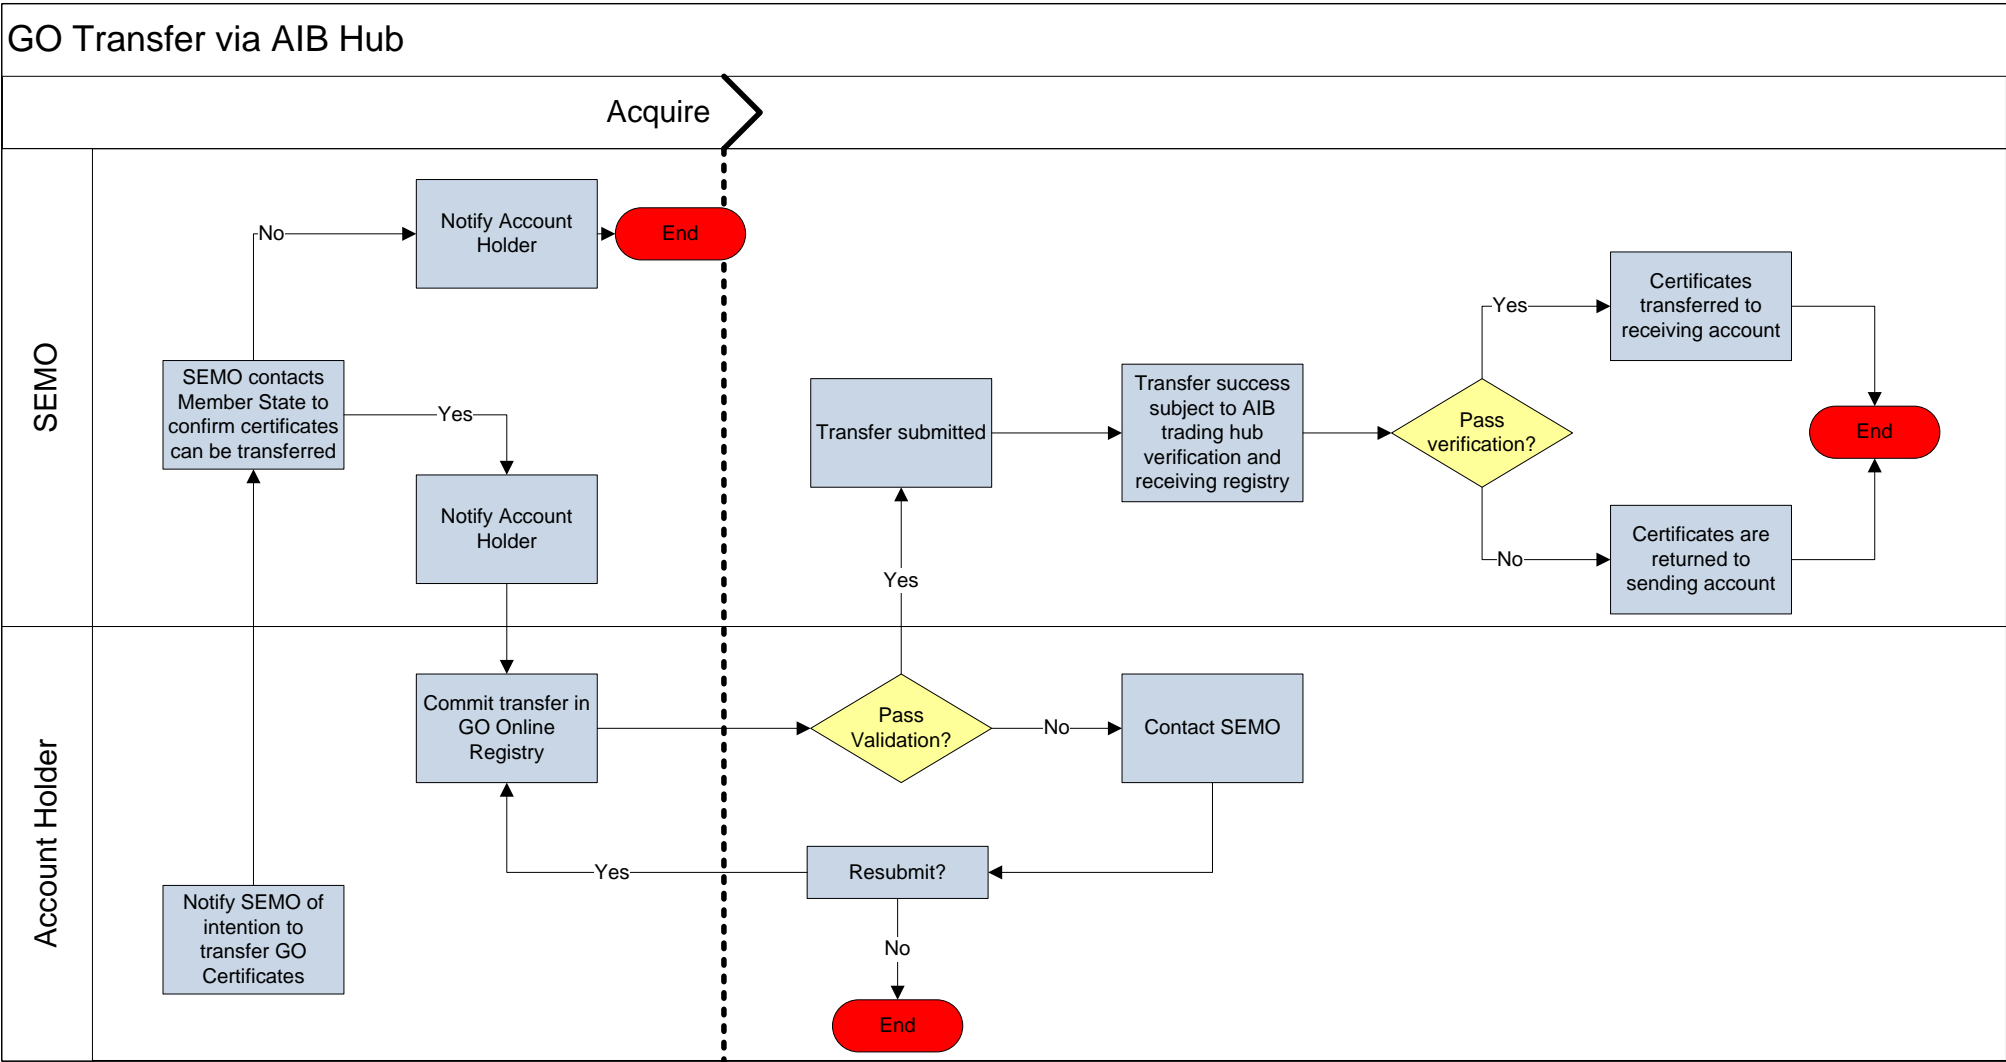 GO Transfer via AIB Hub
Acquire
SEMO
Notify Account
Holder
End
No
SEMO contacts
Member State to
confirm certificates
can be transferred
Yes
Notify Account
Holder
Transfer submitted
Transfer success
subject to AIB
trading hub
verification and
receiving registry
Pass
verification?
Yes
Certificates
transferred to
receiving account
End
No
Certificates are
returned to
sending account
Yes
Account Holder
Commit transfer in
GO Online
Registry
Pass
Validation?
No
Contact SEMO
Yes
Resubmit?
Notify SEMO of
intention to
transfer GO
Certificates
No
End